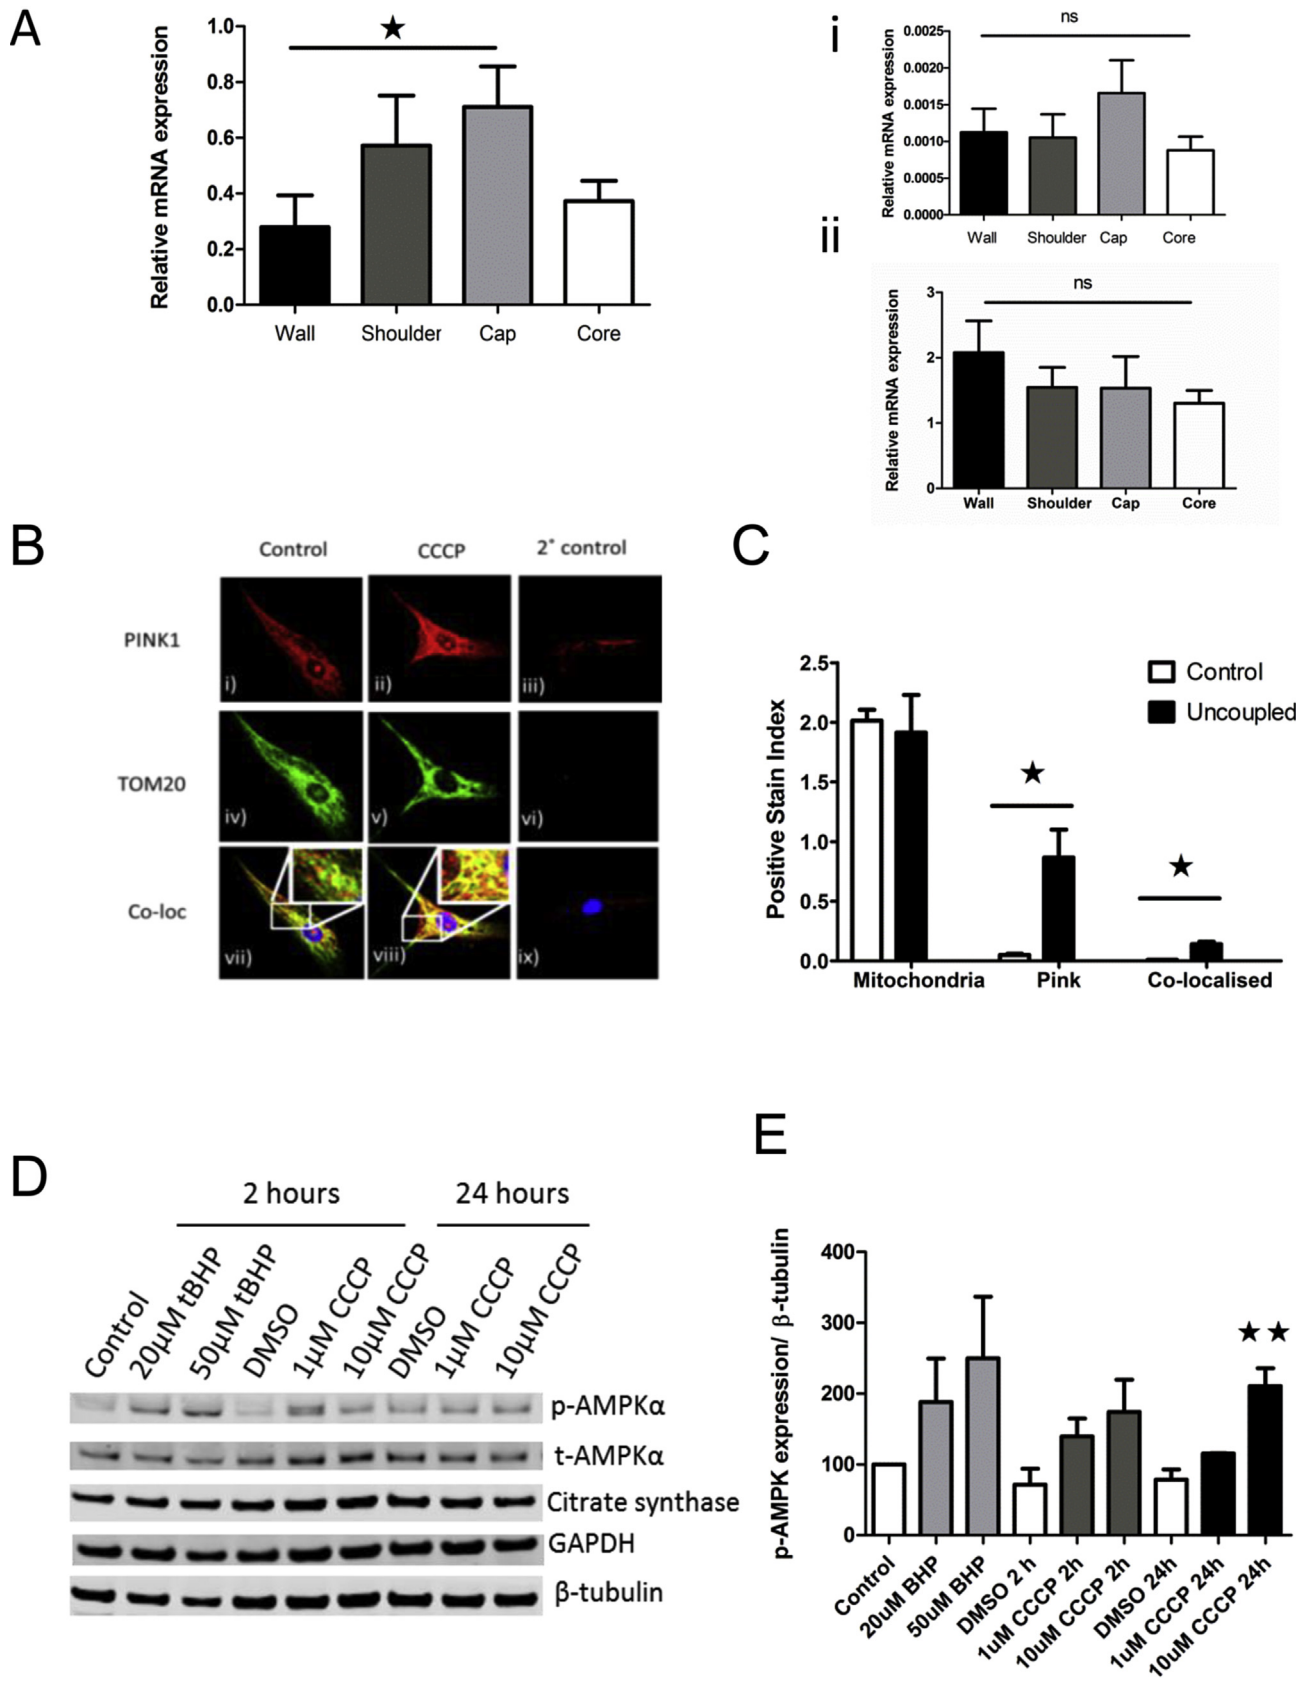 A
Relative mRNA expression
1.0
0.8
0.6
0.4
0.2
0.0
★
Wall Shoulder Cap Core
i
Relative mRNA expression
0.0025
0.0020
0.0015
0.0010
0.0005
0.0000
ns
Wall Shoulder Cap Core
ii
Relative mRNA expression
3
2
1
0
ns
Wall Shoulder Cap Core
B
Control CCCP 2˚ control
PINK1
i) ii) iii)
TOM20
iv) v) vi)
Co-loc
vii) viii) ix)
C
Positive Stain Index
2.5
2.0
1.5
1.0
0.5
0.0
Control
Uncoupled
★
★
Mitochondria Pink Co-localised
D
2 hours 24 hours
Control
20µM tBHP
50µM tBHP
DMSO
1µM CCCP
10µM CCCP
DMSO
1µM CCCP
10µM CCCP
p-AMPKα
t-AMPKα
Citrate synthase
GAPDH
β-tubulin
E
p-AMPK expression/ β-tubulin
400
300
200
100
0
★★
Control
20uM BHP
50uM BHP
DMSO 2 h
1uM CCCP 2h
10uM CCCP 2h
DMSO 24h
1uM CCCP 24h
10uM CCCP 24h